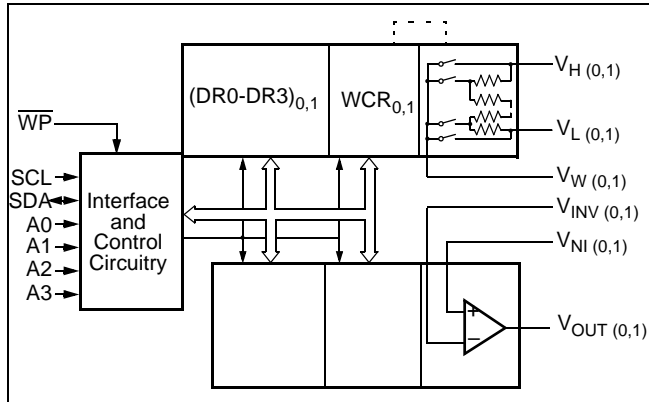 (DR0-DR3)0,1
WCR0,1
VH (0,1)
VL (0,1)
VW (0,1)
VINV (0,1)
VNI (0,1)
VOUT (0,1)
WP
SCL
SDA
A0
A1
A2
A3
Interface
and
Control
Circuitry
+
−